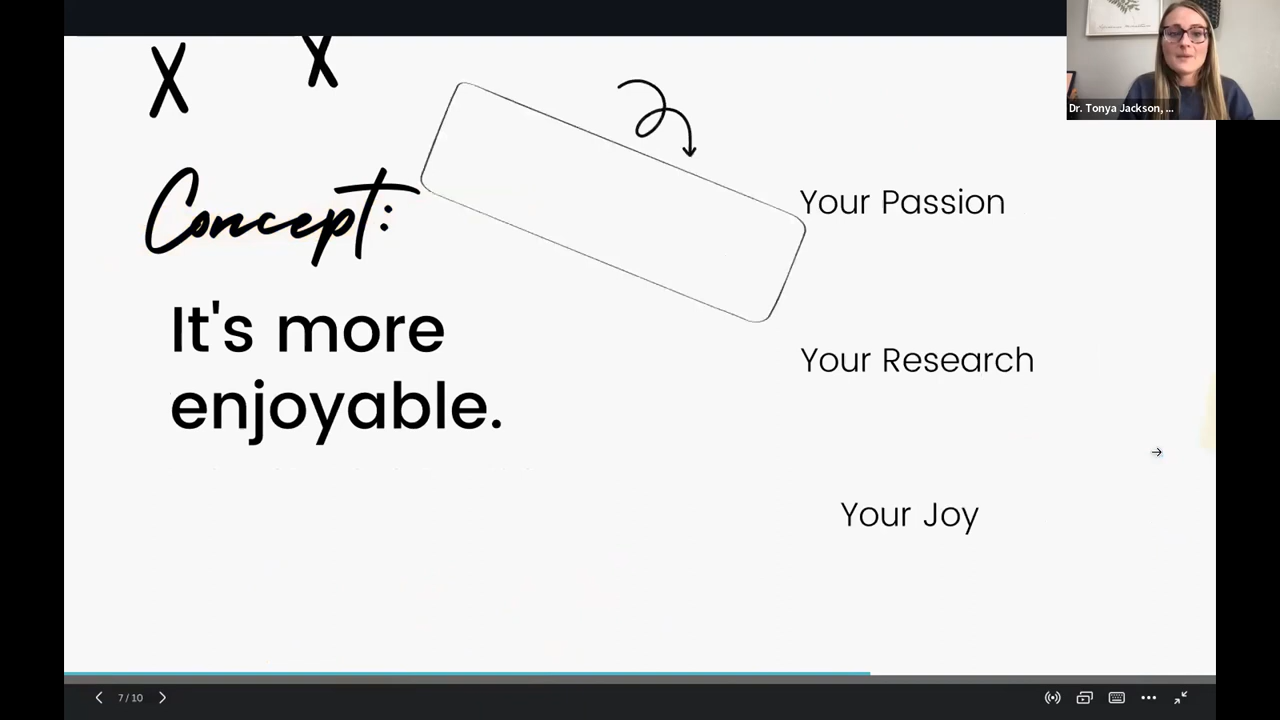 Dr. Tonya Jackson, ...
X X
Concept:
Your Passion
It's more
enjoyable.
Your Research
Your Joy
7 / 10